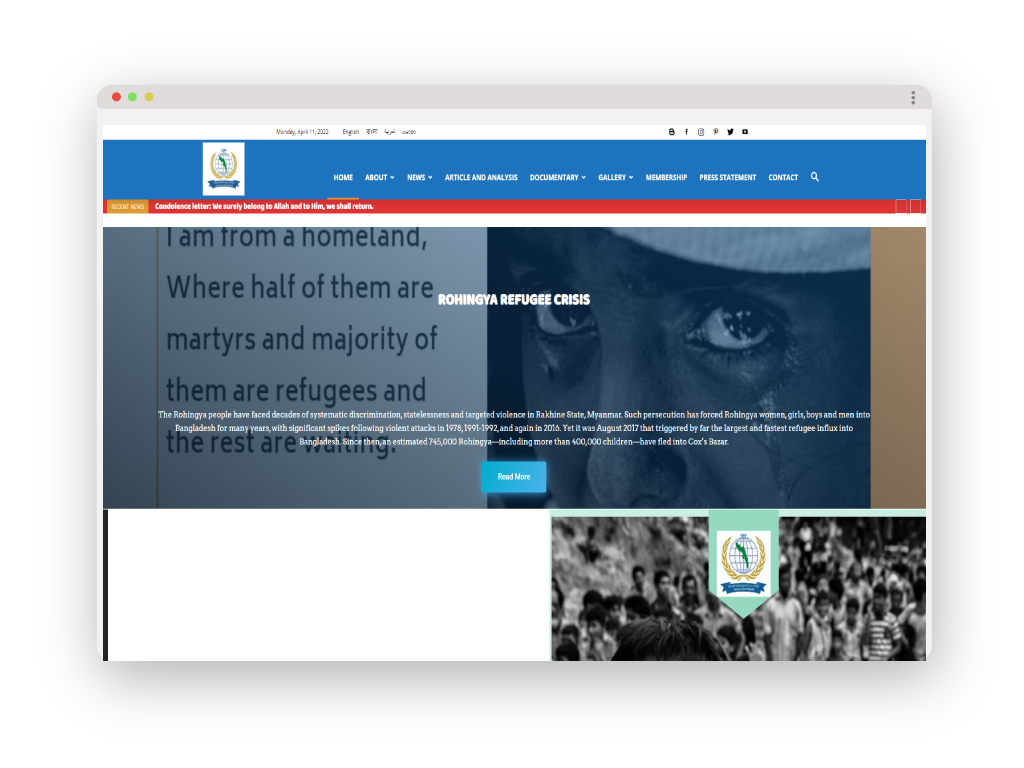 Monday, April 11, 2022 English বাংলা العربية
HOME ABOUT NEWS ARTICLE AND ANALYSIS DOCUMENTARY GALLERY MEMBERSHIP PRESS STATEMENT CONTACT
RECENT NEWS Condolence letter: We surely belong to Allah and to Him, we shall return.
I am from a homeland,
Where half of them are
martyrs and majority of
them are refugees and
the rest are waiting.
ROHINGYA REFUGEE CRISIS
The Rohingya people have faced decades of systematic discrimination, statelessness and targeted violence in Rakhine State, Myanmar. Such persecution has forced Rohingya women, girls, boys and men into
Bangladesh for many years, with significant spikes following violent attacks in 1978, 1991-1992, and again in 2016. Yet it was August 2017 that triggered by far the largest and fastest refugee influx into
Bangladesh. Since then, an estimated 745,000 Rohingya—including more than 400,000 children—have fled into Cox's Bazar.
Read More